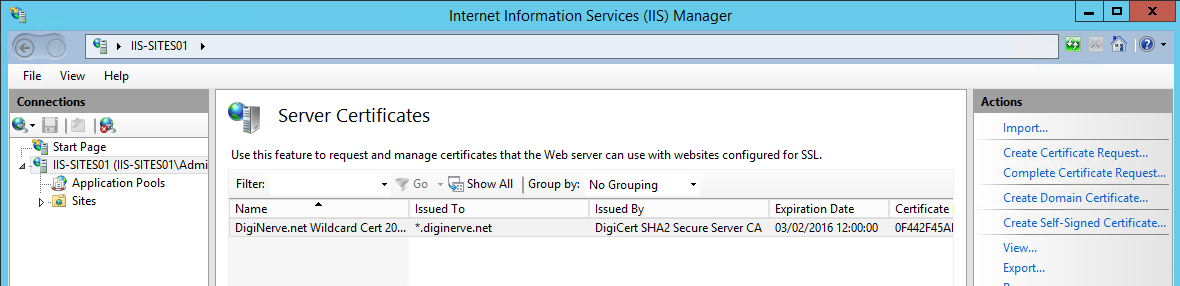 Internet Information Services (IIS) Manager
IIS-SITES01
File View Help
Connections
Start Page
IIS-SITES01 (IIS-SITES01\Admi
Application Pools
Sites
Server Certificates
Use this feature to request and manage certificates that the Web server can use with websites configured for SSL.
Filter: Go Show All Group by: No Grouping
Name Issued To Issued By Expiration Date Certificate
DigiNerve.net Wildcard Cert 20... *.diginerve.net DigiCert SHA2 Secure Server CA 03/02/2016 12:00:00 0F442F45A
Actions
Import...
Create Certificate Request...
Complete Certificate Request...
Create Domain Certificate...
Create Self-Signed Certificate...
View...
Export...